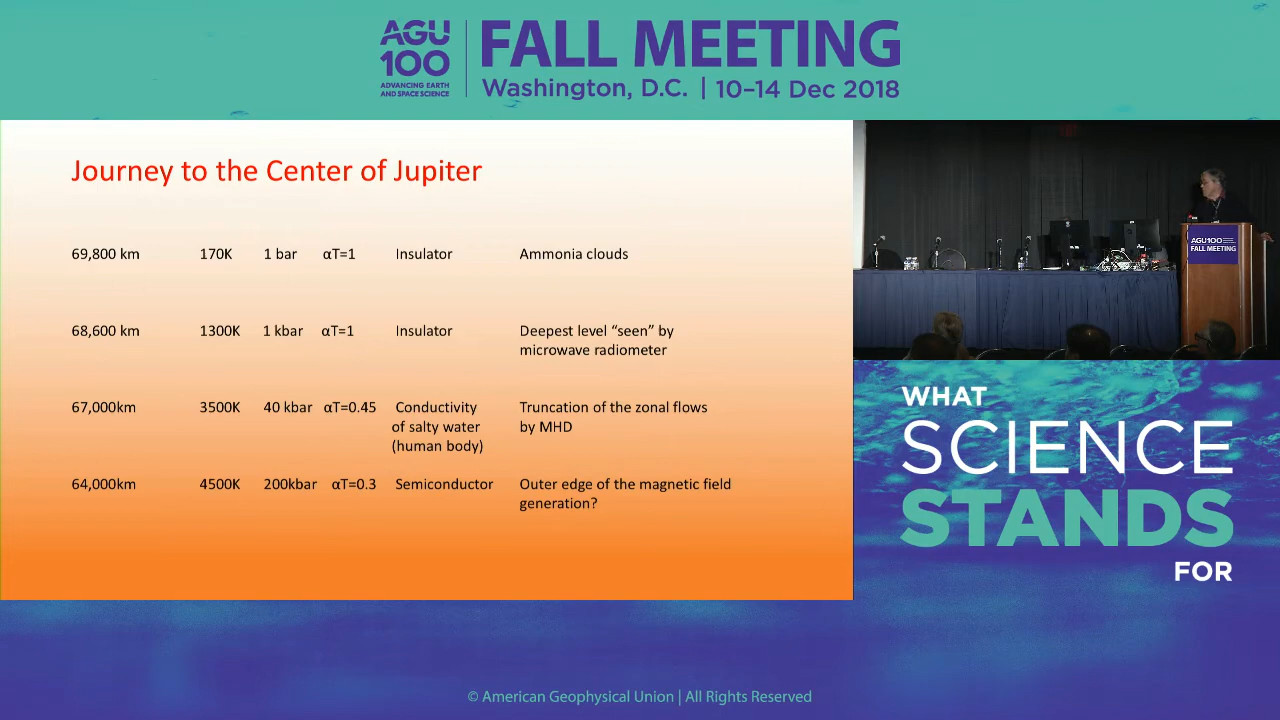 AGU
100
ADVANCING EARTH
AND SPACE SCIENCE
FALL MEETING
Washington, D.C. | 10–14 Dec 2018
Journey to the Center of Jupiter
69,800 km 170K 1 bar αT=1 Insulator Ammonia clouds
68,600 km 1300K 1 kbar αT=1 Insulator Deepest level “seen” by
microwave radiometer
67,000km 3500K 40 kbar αT=0.45 Conductivity Truncation of the zonal flows
of salty water by MHD
(human body)
64,000km 4500K 200kbar αT=0.3 Semiconductor Outer edge of the magnetic field
generation?
AGU100
FALL MEETING
WHAT
SCIENCE
STANDS
FOR
© American Geophysical Union | All Rights Reserved